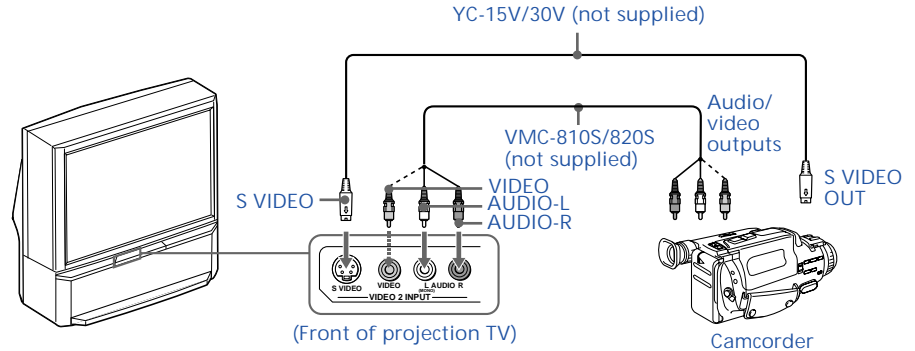 YC-15V/30V (not supplied)
Audio/
video
outputs
VMC-810S/820S
(not supplied)
S VIDEO
OUT
S VIDEO
VIDEO
AUDIO-L
AUDIO-R
S VIDEO
VIDEO
L AUDIO R
(MONO)
VIDEO 2 INPUT
(Front of projection TV)
Camcorder